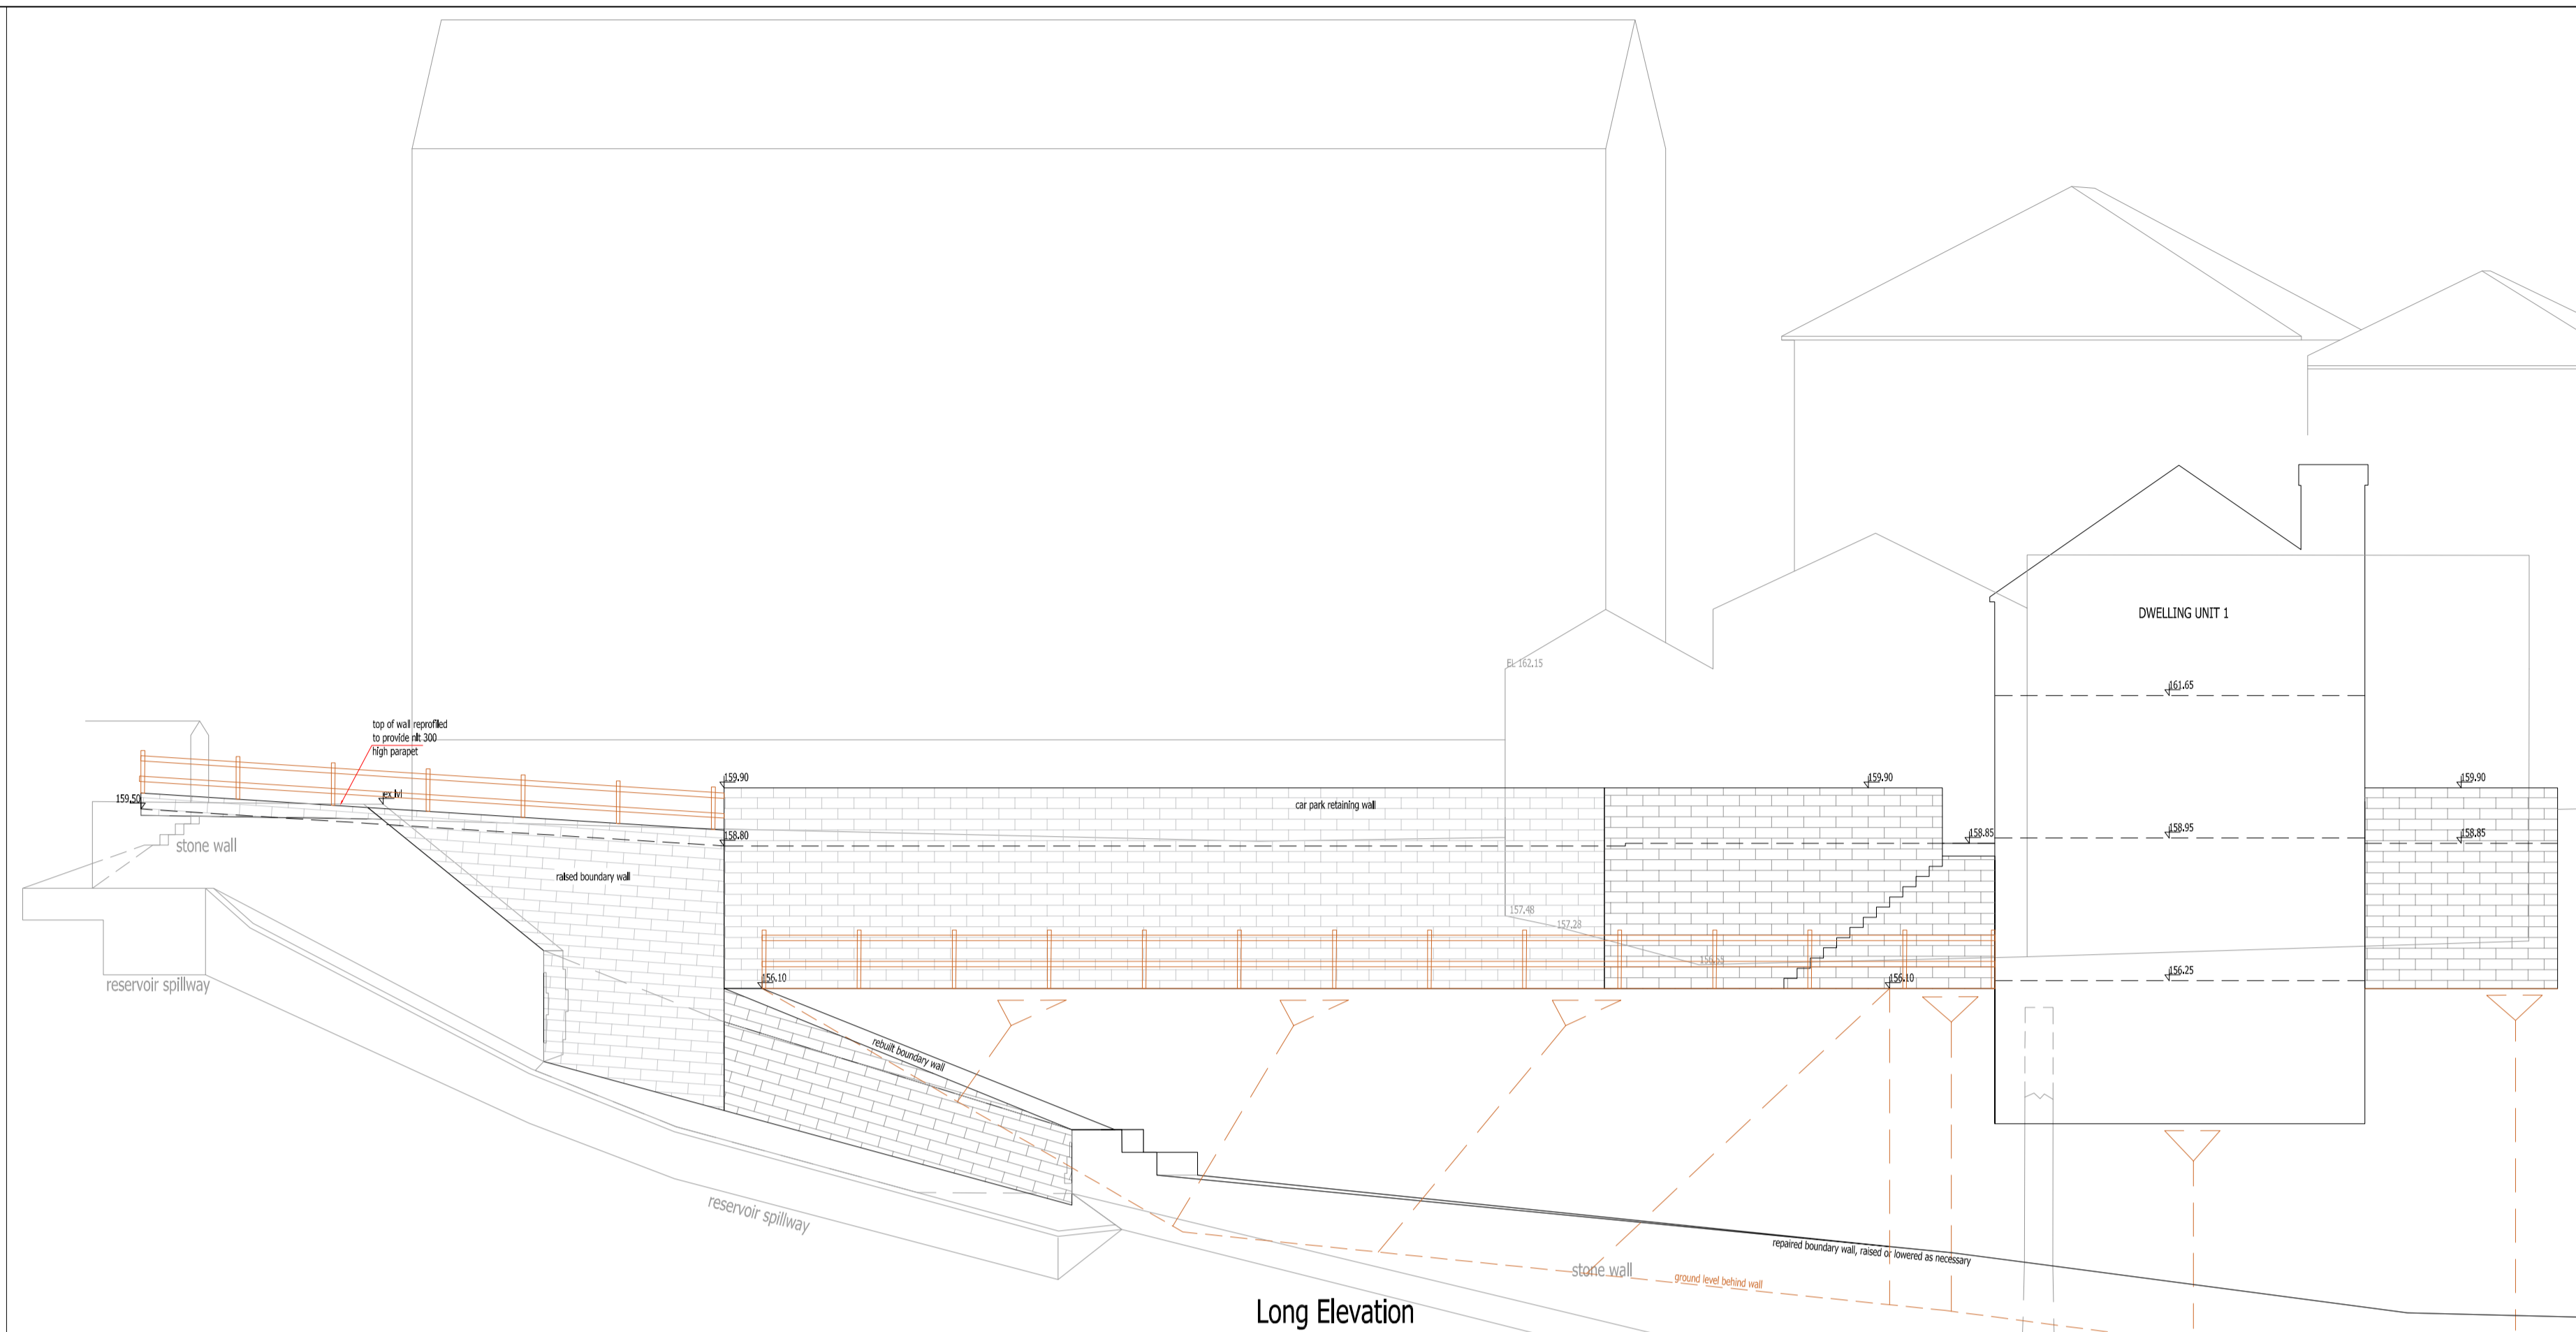 DWELLING UNIT 1
EL 162.15
161.65
top of wall reprofiled
to provide nlt 300
high parapet
159.90
159.90
159.90
ex lvl
159.50
car park retaining wall
158.80
158.85
158.95
158.85
stone wall
raised boundary wall
157.48
157.28
156.10
156.10
156.25
reservoir spillway
rebuilt boundary wall
reservoir spillway
repaired boundary wall, raised or lowered as necessary
stone wall
ground level behind wall
Long Elevation